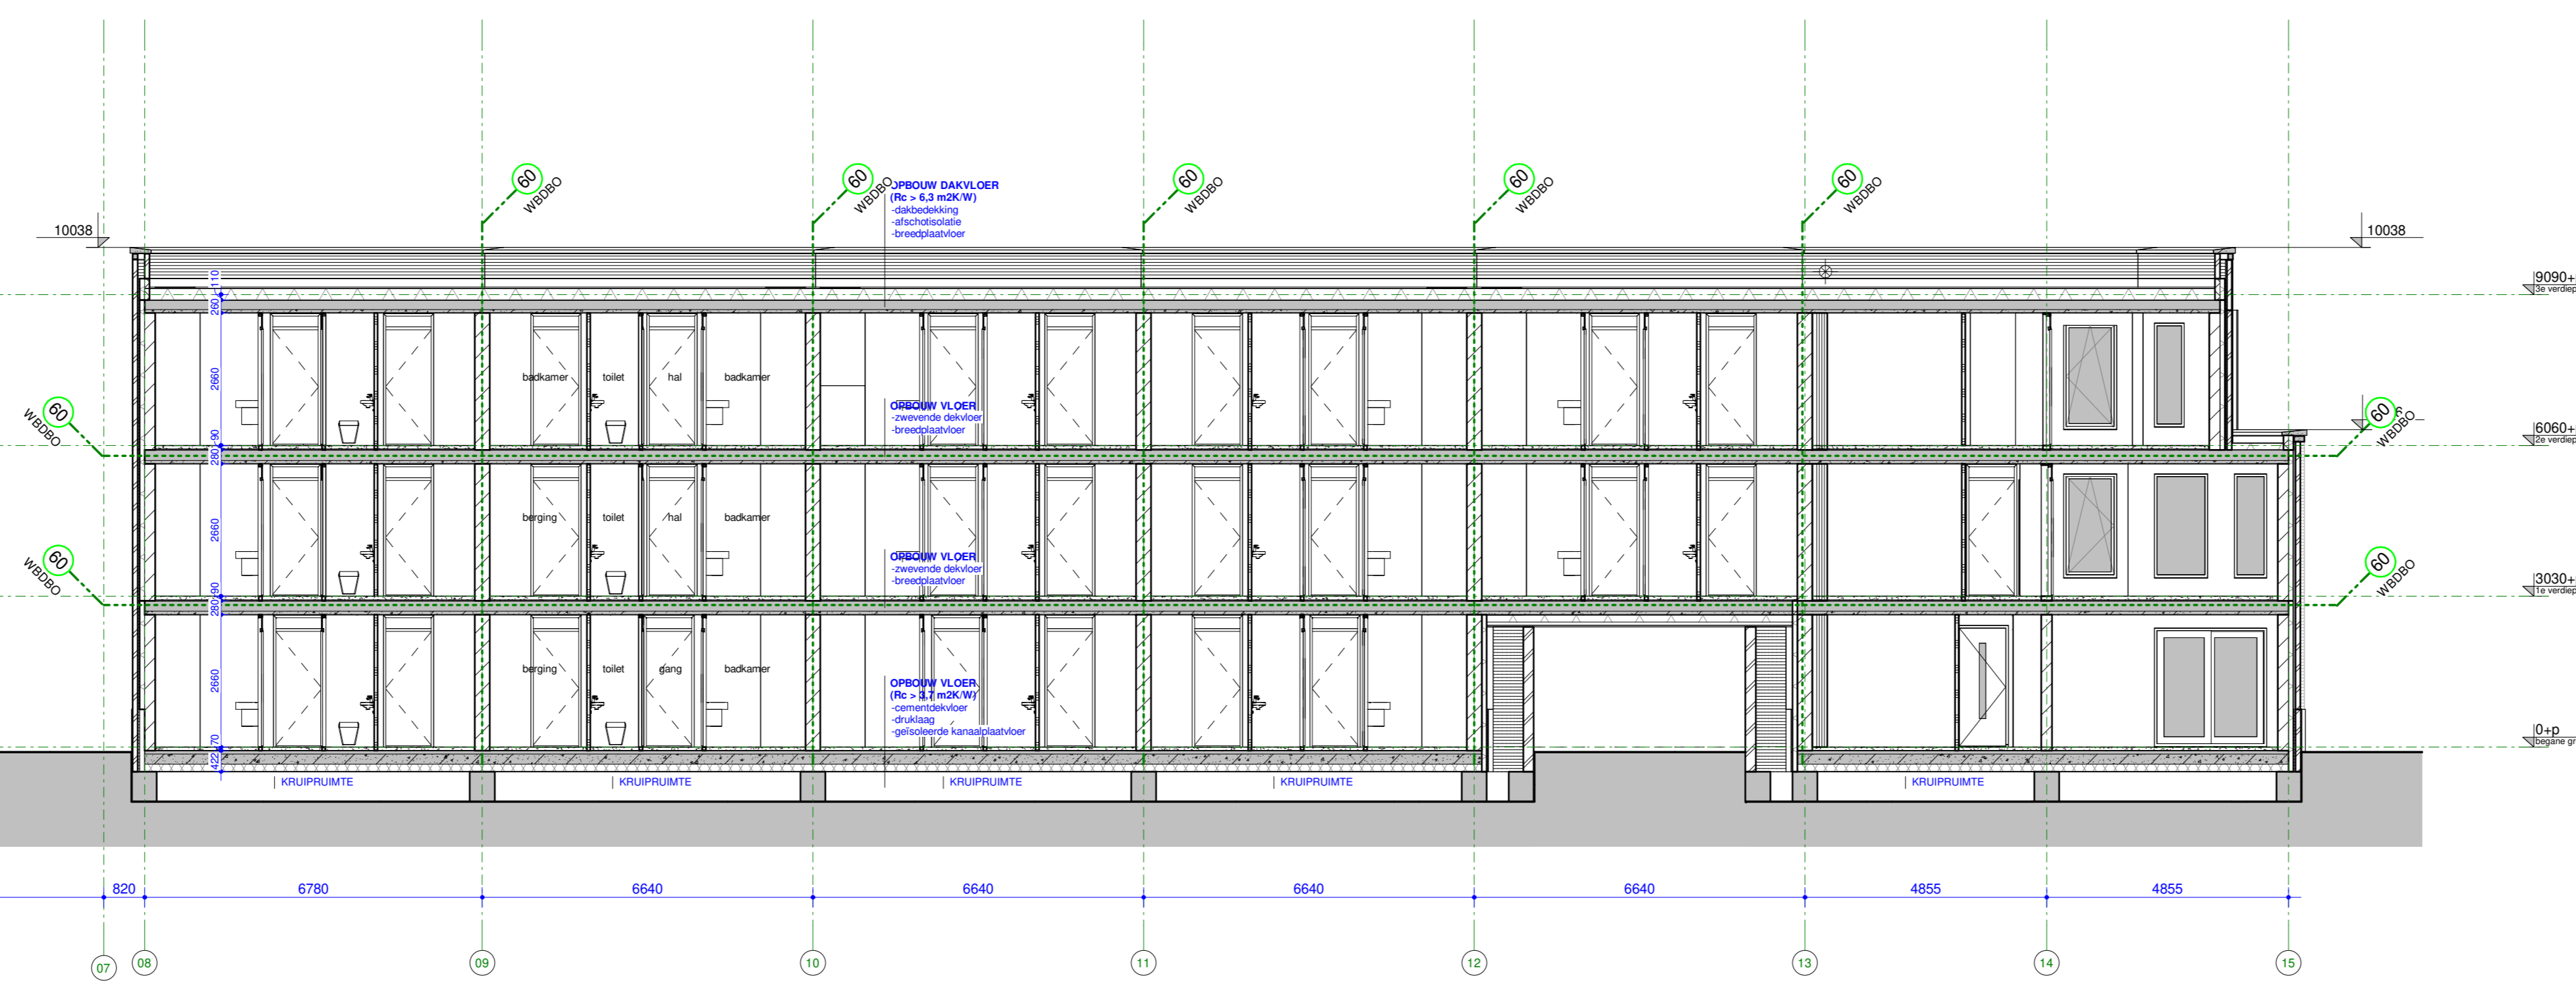 60
WBDBO
60
WBDBO
60
WBDBO
60
WBDBO
60
WBDBO
OPBOUW DAKVLOER
(Rc > 6,3 m2K/W)
-dakbedekking
-afschotisolatie
-breedplaatvloer
10038
10038
110
260
9090+
3e verdiep
2660
badkamer
toilet
hal
badkamer
OPBOUW VLOER
-zwevende dekvloer
-breedplaatvloer
60
WBDBO
60
WBDBO
90
280
6060+
2e verdiep
2660
berging
toilet
hal
badkamer
OPBOUW VLOER
-zwevende dekvloer
-breedplaatvloer
60
WBDBO
60
WBDBO
90
280
3030+
1e verdiep
2660
berging
toilet
gang
badkamer
OPBOUW VLOER
(Rc > 3,7 m2K/W)
-cementdekvloer
-druklaag
-geïsoleerde kanaalplaatvloer
70
422
0+p
begane gr
KRUIPRUIMTE
KRUIPRUIMTE
KRUIPRUIMTE
KRUIPRUIMTE
KRUIPRUIMTE
820
6780
6640
6640
6640
6640
4855
4855
07
08
09
10
11
12
13
14
15